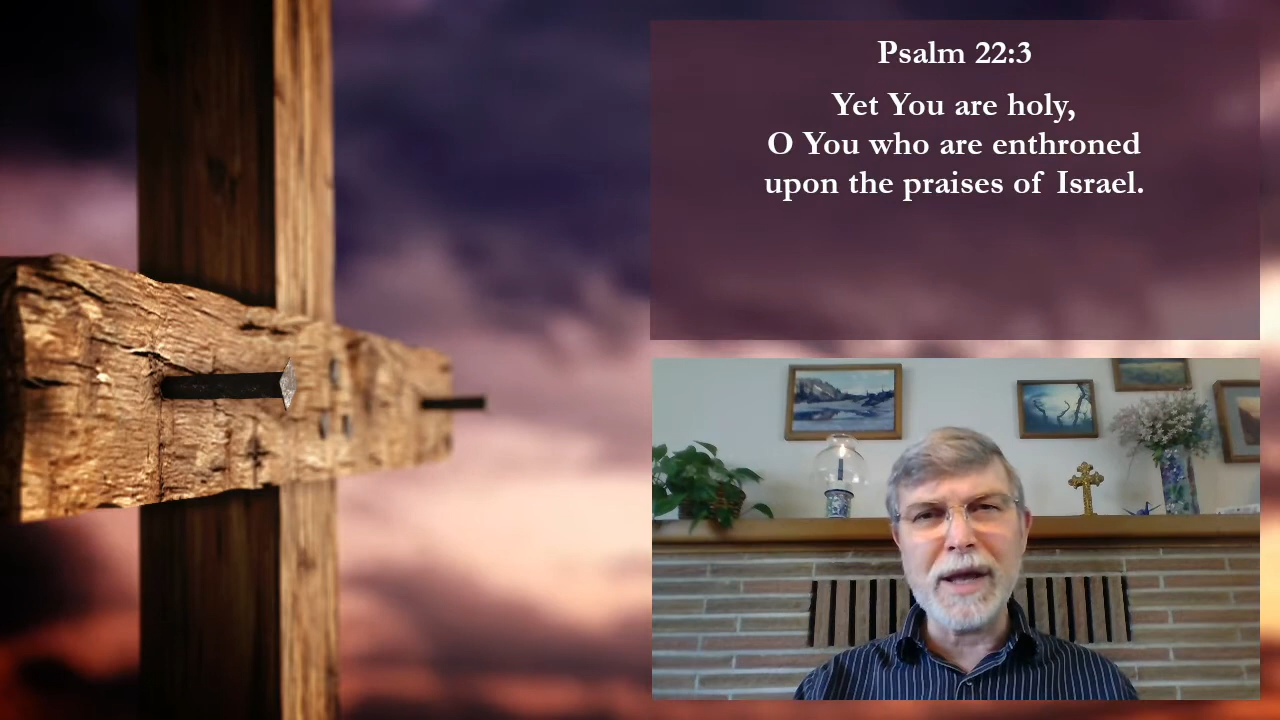 Psalm 22:3
Yet You are holy,
O You who are enthroned
upon the praises of Israel.